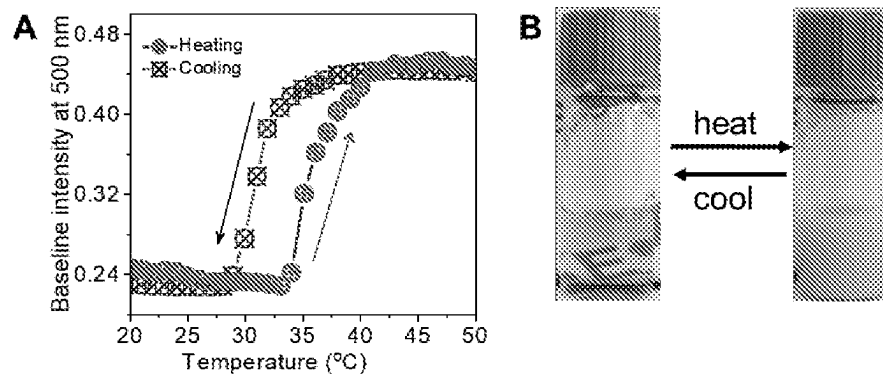 A
Baseline intensity at 500 nm
0.48
0.40
0.32
0.24
Heating
Cooling
20 25 30 35 40 45 50
Temperature (ºC)
B
heat
cool